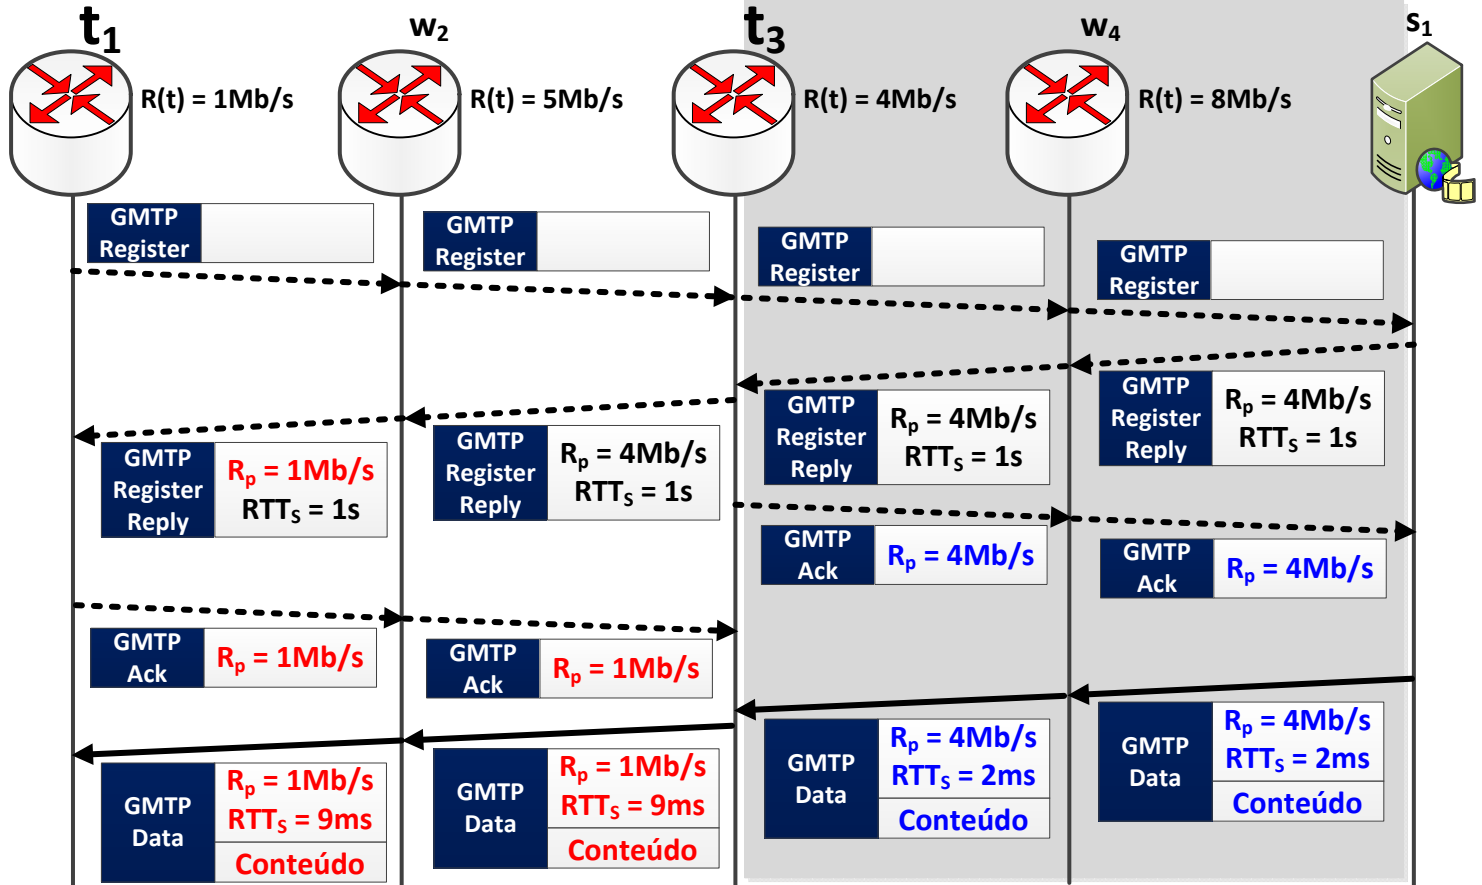 t₁
w₂
t₃
w₄
s₁
R(t) = 1Mb/s
R(t) = 5Mb/s
R(t) = 4Mb/s
R(t) = 8Mb/s
GMTP
Register
GMTP
Register
GMTP
Register
GMTP
Register
GMTP
Register
Reply
Rₚ = 4Mb/s
RTTₛ = 1s
GMTP
Register
Reply
Rₚ = 4Mb/s
RTTₛ = 1s
GMTP
Register
Reply
Rₚ = 4Mb/s
RTTₛ = 1s
GMTP
Register
Reply
Rₚ = 1Mb/s
RTTₛ = 1s
GMTP
Ack
Rₚ = 4Mb/s
GMTP
Ack
Rₚ = 4Mb/s
GMTP
Ack
Rₚ = 1Mb/s
GMTP
Ack
Rₚ = 1Mb/s
GMTP
Data
Rₚ = 4Mb/s
RTTₛ = 2ms
Conteúdo
GMTP
Data
Rₚ = 4Mb/s
RTTₛ = 2ms
Conteúdo
GMTP
Data
Rₚ = 1Mb/s
RTTₛ = 9ms
Conteúdo
GMTP
Data
Rₚ = 1Mb/s
RTTₛ = 9ms
Conteúdo